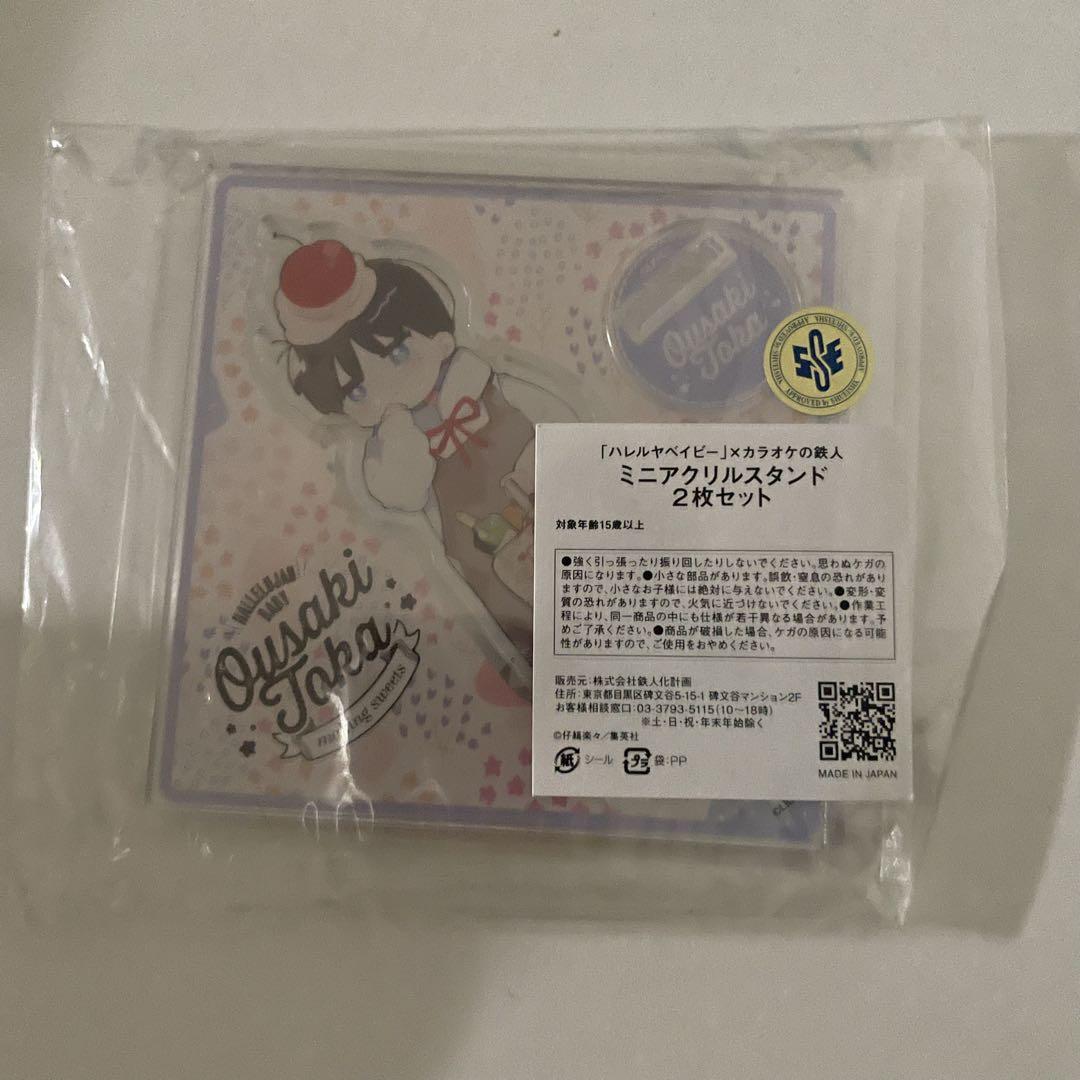 Ousaki
Toka
SSE
APPROVED by SHUEISHA
HALLELUJAH
BABY
Ousaki
Toka
「ハレルヤベイビー」×カラオケの鉄人
ミニアクリルスタンド
2枚セット
対象年齢15歳以上
●強く引っ張ったり振り回したりしないでください。思わぬケガの
原因になります。●小さな部品があります。誤飲・窒息の恐れがあり
ますので、小さなお子様には絶対に与えないでください。●変形・変
質の恐れがありますので、火気に近づけないでください。●作業工
程により、同一商品の中にも仕様が若干異なる場合があります。予
めご了承ください。●商品が破損した場合、ケガの原因になる可能
性がありますので、ご使用をおやめください。
販売元:株式会社鉄人化計画
住所:東京都目黒区碑文谷5-15-1 碑文谷マンション2F
お客様相談窓口:03-3793-5115(10〜18時)
※土・日・祝・年末年始除く
©仔縞楽々／集英社
紙 シール プラ 袋:PP
MADE IN JAPAN